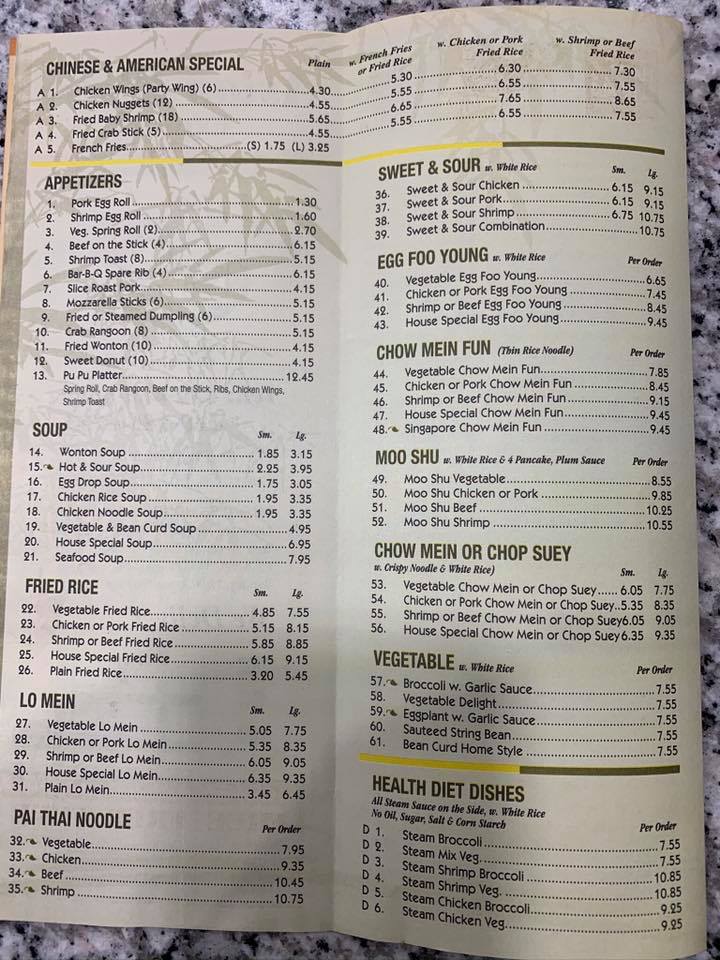 CHINESE & AMERICAN SPECIAL Plain w. French Fries or Fried Rice w. Chicken or Pork Fried Rice w. Shrimp or Beef Fried Rice
A 1. Chicken Wings (Party Wing) (6) 4.30 5.30 6.30 7.30
A 2. Chicken Nuggets (12) 4.55 5.55 6.55 7.55
A 3. Fried Baby Shrimp (18) 5.65 6.65 7.65 8.65
A 4. Fried Crab Stick (5) 4.55 5.55 6.55 7.55
A 5. French Fries (S) 1.75 (L) 3.25
APPETIZERS
1. Pork Egg Roll 1.30
2. Shrimp Egg Roll 1.60
3. Veg. Spring Roll (2) 2.70
4. Beef on the Stick (4) 6.15
5. Shrimp Toast (8) 5.15
6. Bar-B-Q Spare Rib (4) 6.15
7. Slice Roast Pork 4.15
8. Mozzarella Sticks (6) 5.15
9. Fried or Steamed Dumpling (6) 5.15
10. Crab Rangoon (8) 5.15
11. Fried Wonton (10) 4.15
12. Sweet Donut (10) 4.15
13. Pu Pu Platter 12.45
Spring Roll, Crab Rangoon, Beef on the Stick, Ribs, Chicken Wings,
Shrimp Toast
SOUP Sm. Lg.
14. Wonton Soup 1.85 3.15
15. Hot & Sour Soup 2.25 3.95
16. Egg Drop Soup 1.75 3.05
17. Chicken Rice Soup 1.95 3.35
18. Chicken Noodle Soup 1.95 3.35
19. Vegetable & Bean Curd Soup 4.95
20. House Special Soup 6.95
21. Seafood Soup 7.95
FRIED RICE Sm. Lg.
22. Vegetable Fried Rice 4.85 7.55
23. Chicken or Pork Fried Rice 5.15 8.15
24. Shrimp or Beef Fried Rice 5.85 8.85
25. House Special Fried Rice 6.15 9.15
26. Plain Fried Rice 3.20 5.45
LO MEIN Sm. Lg.
27. Vegetable Lo Mein 5.05 7.75
28. Chicken or Pork Lo Mein 5.35 8.35
29. Shrimp or Beef Lo Mein 6.05 9.05
30. House Special Lo Mein 6.35 9.35
31. Plain Lo Mein 3.45 6.45
PAI THAI NOODLE Per Order
32. Vegetable 7.95
33. Chicken 9.35
34. Beef 10.45
35. Shrimp 10.75
SWEET & SOUR w. White Rice Sm. Lg.
36. Sweet & Sour Chicken 6.15 9.15
37. Sweet & Sour Pork 6.15 9.15
38. Sweet & Sour Shrimp 6.75 10.75
39. Sweet & Sour Combination 10.75
EGG FOO YOUNG w. White Rice Per Order
40. Vegetable Egg Foo Young 6.65
41. Chicken or Pork Egg Foo Young 7.45
42. Shrimp or Beef Egg Foo Young 8.45
43. House Special Egg Foo Young 9.45
CHOW MEIN FUN (Thin Rice Noodle) Per Order
44. Vegetable Chow Mein Fun 7.85
45. Chicken or Pork Chow Mein Fun 8.45
46. Shrimp or Beef Chow Mein Fun 9.15
47. House Special Chow Mein Fun 9.45
48. Singapore Chow Mein Fun 9.45
MOO SHU w. White Rice & 4 Pancake, Plum Sauce Per Order
49. Moo Shu Vegetable 8.55
50. Moo Shu Chicken or Pork 9.85
51. Moo Shu Beef 10.25
52. Moo Shu Shrimp 10.55
CHOW MEIN OR CHOP SUEY
w. Crispy Noodle & White Rice) Sm. Lg.
53. Vegetable Chow Mein or Chop Suey 6.05 7.75
54. Chicken or Pork Chow Mein or Chop Suey 5.35 8.35
55. Shrimp or Beef Chow Mein or Chop Suey 6.05 9.05
56. House Special Chow Mein or Chop Suey 6.35 9.35
VEGETABLE w. White Rice Per Order
57. Broccoli w. Garlic Sauce 7.55
58. Vegetable Delight 7.55
59. Eggplant w. Garlic Sauce 7.55
60. Sauteed String Bean 7.55
61. Bean Curd Home Style 7.55
HEALTH DIET DISHES
All Steam Sauce on the Side, w. White Rice
No Oil, Sugar, Salt & Corn Starch Per Order
D 1. Steam Broccoli 7.55
D 2. Steam Mix Veg. 7.55
D 3. Steam Shrimp Broccoli 10.85
D 4. Steam Shrimp Veg. 10.85
D 5. Steam Chicken Broccoli 9.25
D 6. Steam Chicken Veg. 9.25